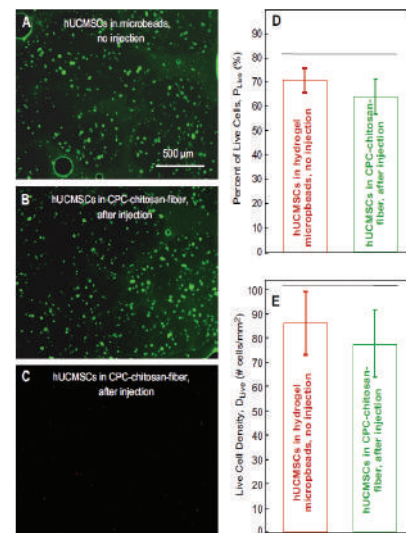 A
hUCMSCs in microbeads,
no injection
500 µm
B
hUCMSCs in CPC-chitosan-fiber,
after injection
C
hUCMSCs in CPC-chitosan-fiber,
after injection
D
Percent of Live Cells, PLive (%)
90
80
70
60
50
40
30
20
10
0
hUCMSCs in hydrogel
micropbeads, no injection
hUCMSCs in CPC-chitosan-
fiber, after injection
E
Live Cell Density, DLive (# cells/mm²)
100
90
80
70
60
50
40
30
20
10
0
hUCMSCs in hydrogel
micropbeads, no injection
hUCMSCs in CPC-chitosan-
fiber, after injection